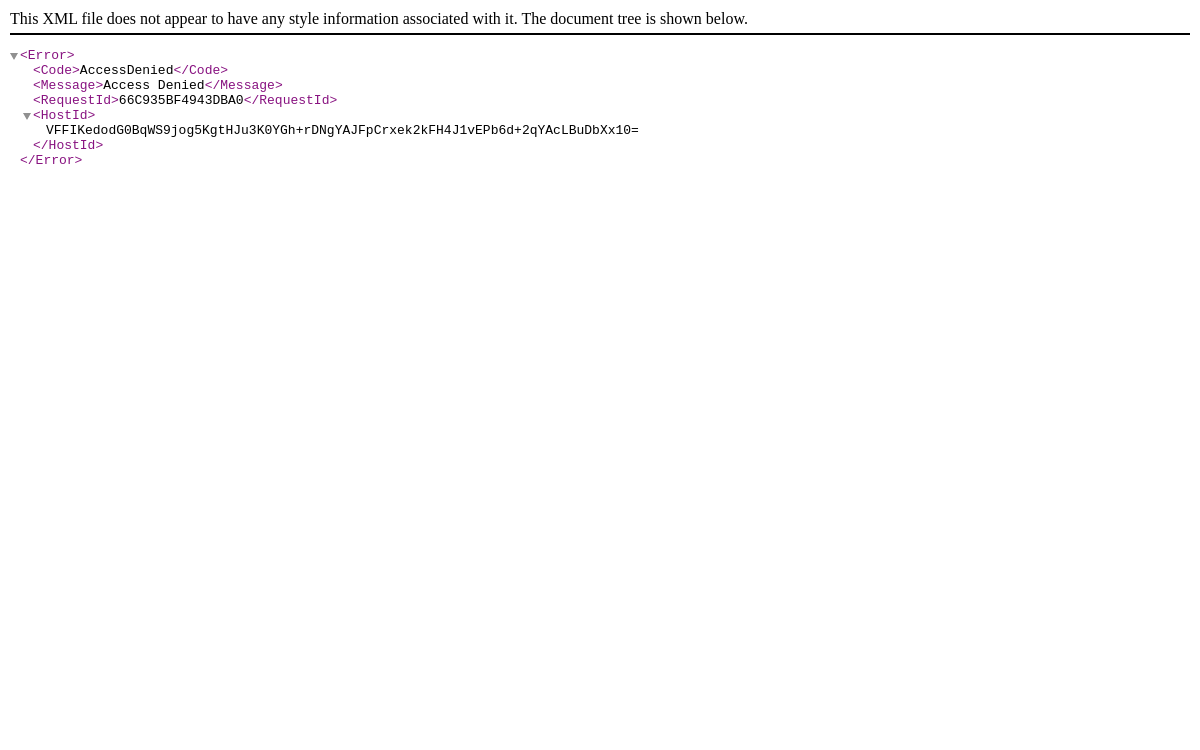 This XML file does not appear to have any style information associated with it. The document tree is shown below.
<Error>
<Code>AccessDenied</Code>
<Message>Access Denied</Message>
<RequestId>66C935BF4943DBA0</RequestId>
<HostId>
VFFIKedodG0BqWS9jog5KgtHJu3K0YGh+rDNgYAJFpCrxek2kFH4J1vEPb6d+2qYAcLBuDbXx10=
</HostId>
</Error>